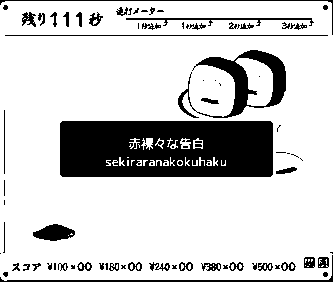 残り111秒
連打メーター
1秒追加 1秒追加 2秒追加 3秒追加
赤裸々な告白
sekiraranakokuhaku
スコア ¥100×00 ¥180×00 ¥240×00 ¥380×00 ¥500×00